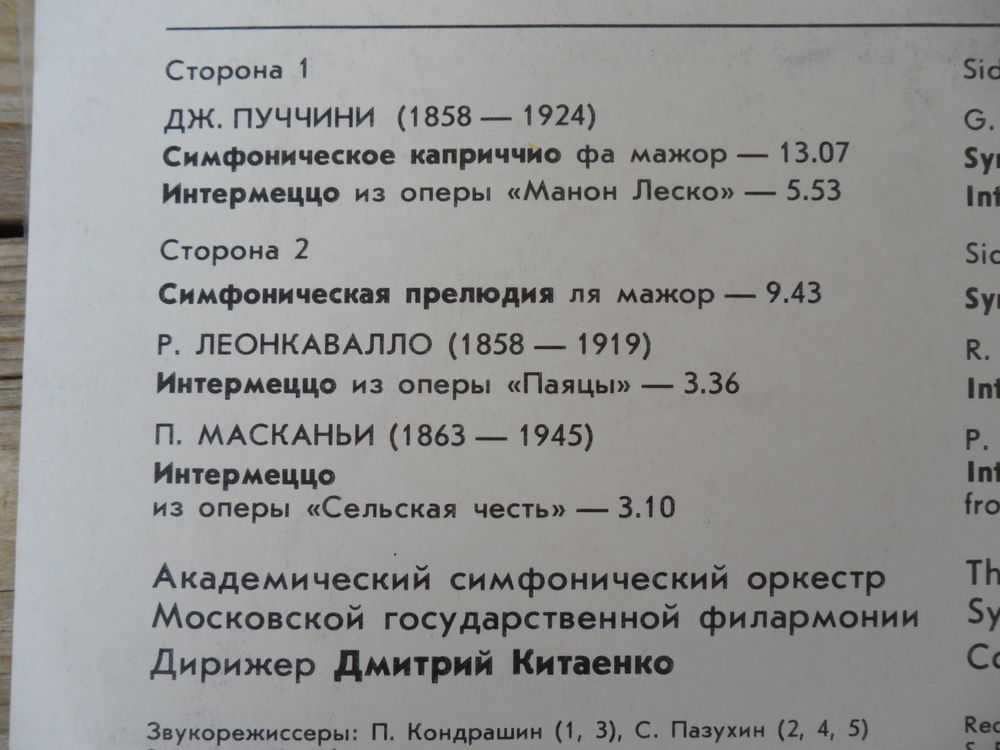 Сторона 1
ДЖ. ПУЧЧИНИ (1858 — 1924)
Симфоническое каприччио фа мажор — 13.07
Интермеццо из оперы «Манон Леско» — 5.53
Сторона 2
Симфоническая прелюдия ля мажор — 9.43
Р. ЛЕОНКАВАЛЛО (1858 — 1919)
Интермеццо из оперы «Паяцы» — 3.36
П. МАСКАНЬИ (1863 — 1945)
Интермеццо
из оперы «Сельская честь» — 3.10
Академический симфонический оркестр
Московской государственной филармонии
Дирижер Дмитрий Китаенко
Звукорежиссеры: П. Кондрашин (1, 3), С. Пазухин (2, 4, 5)
G.
R.
P.